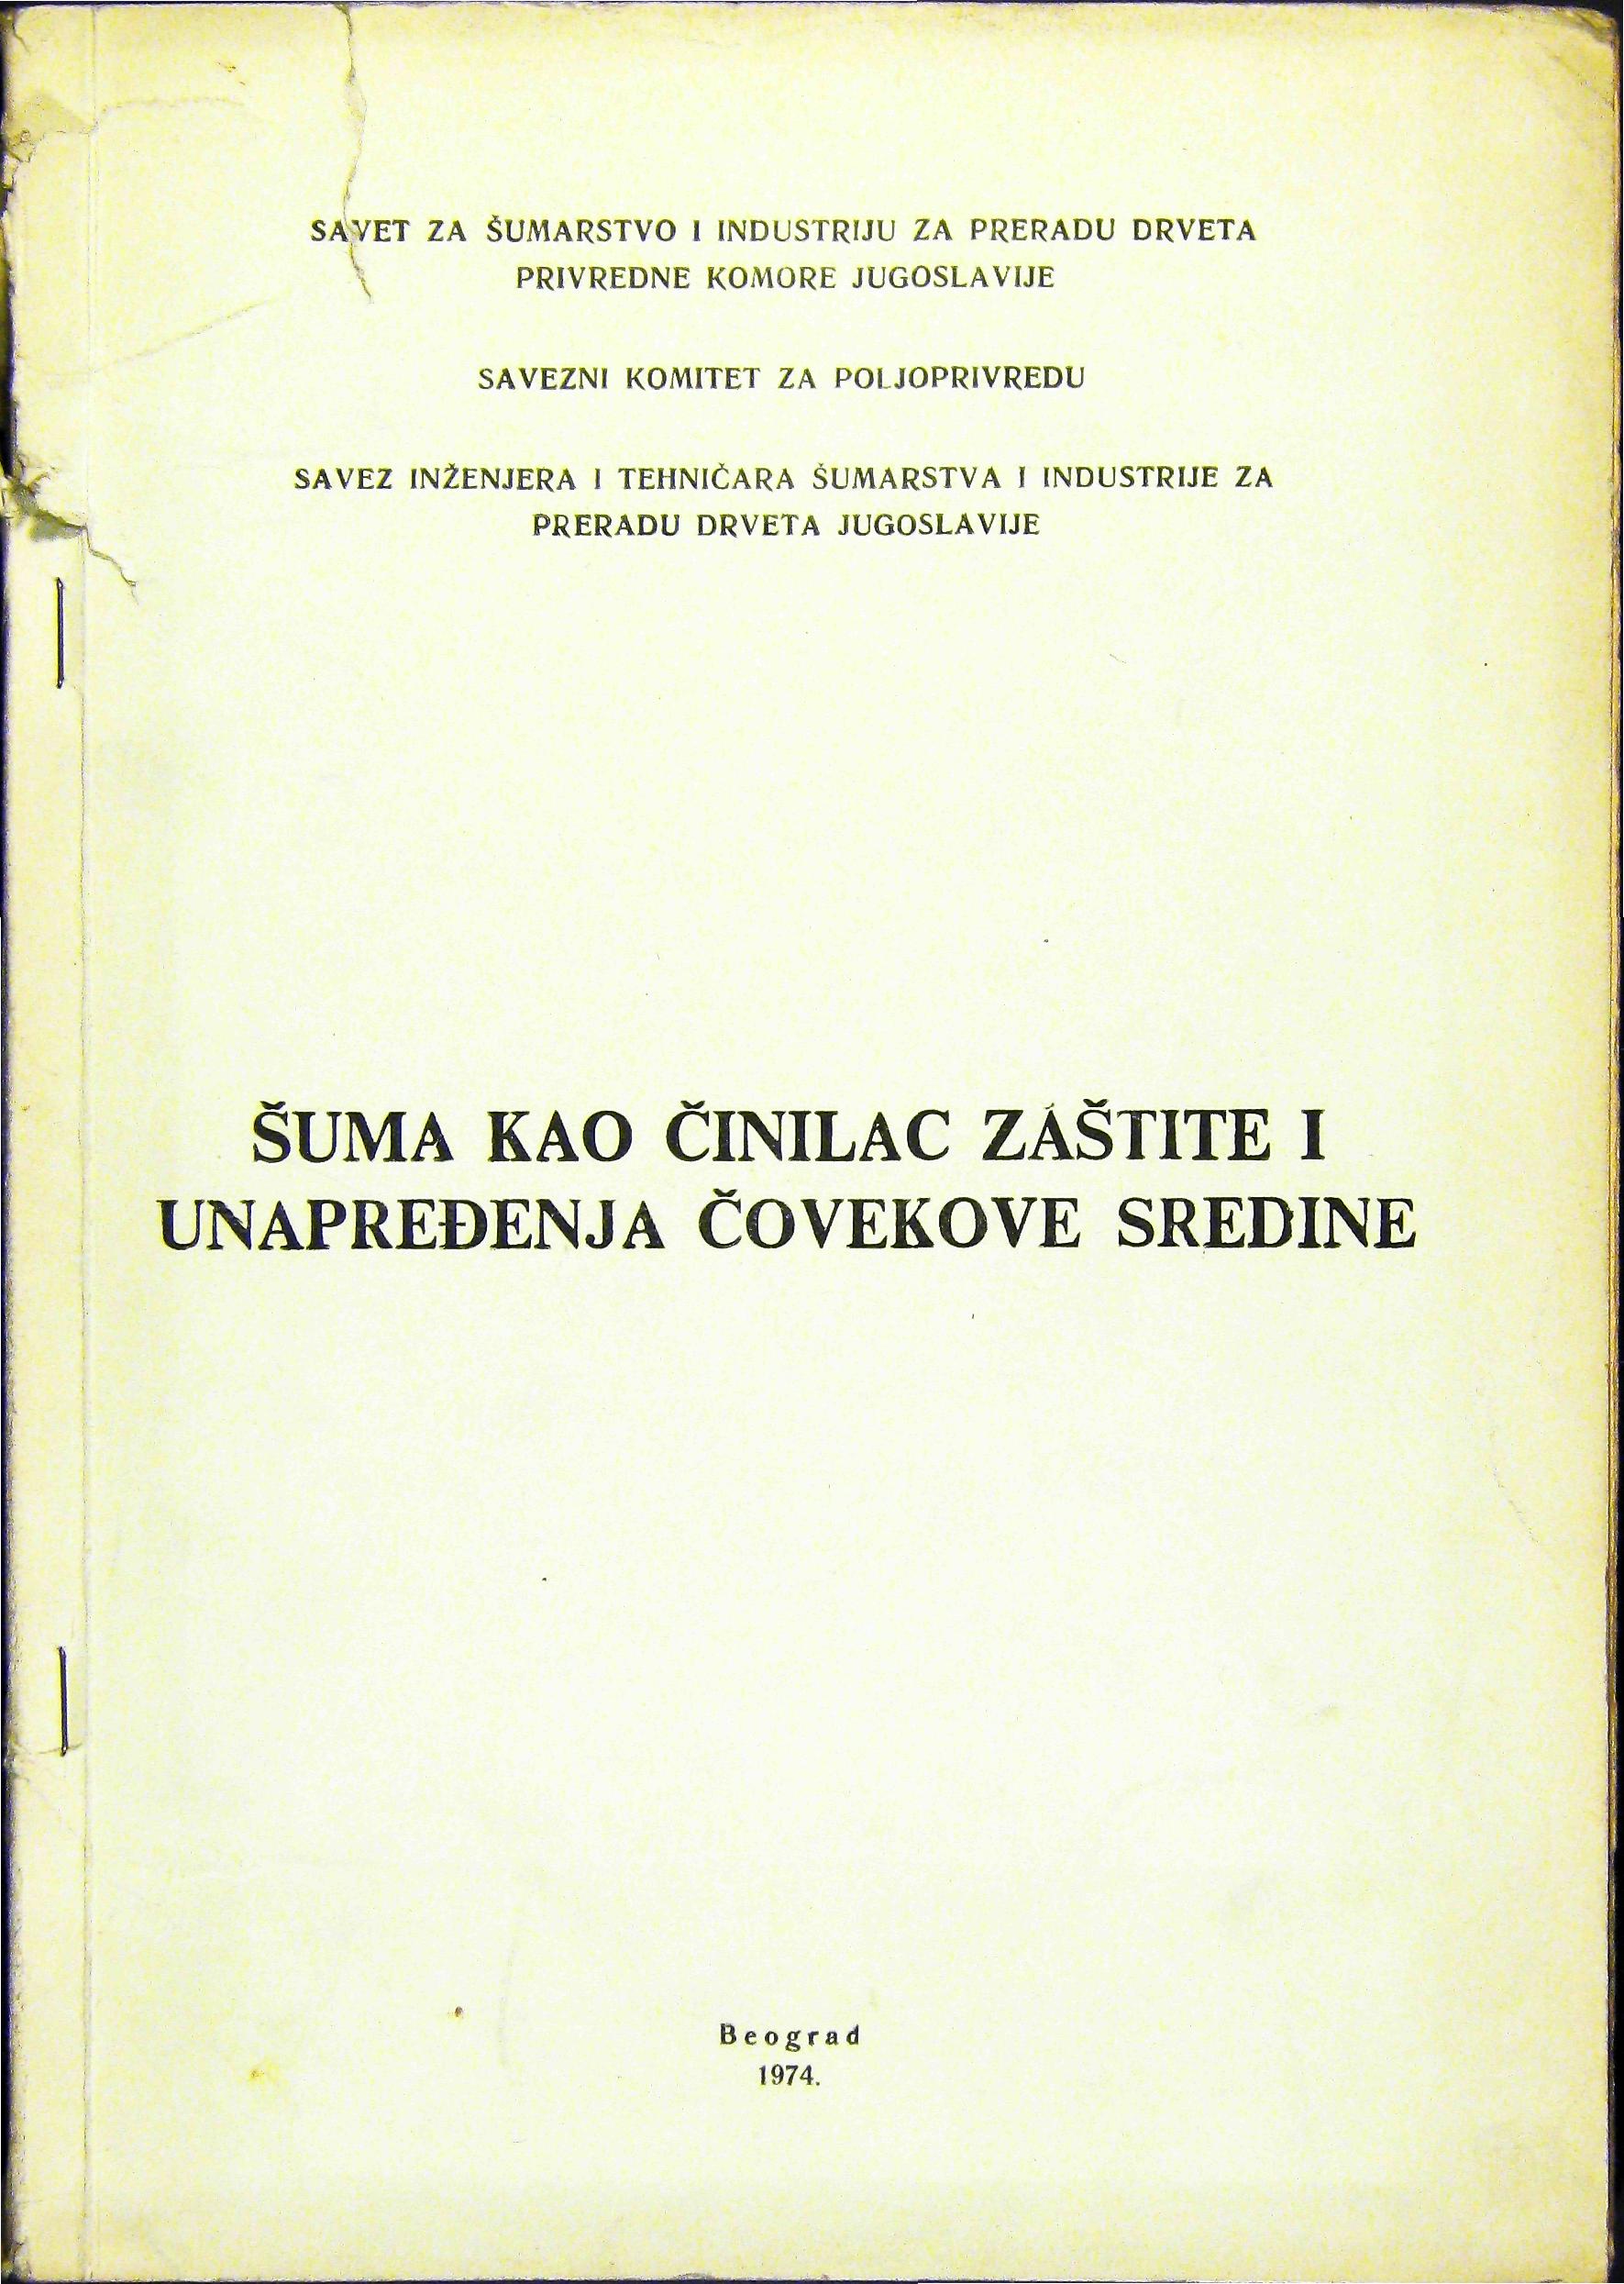 SAVET ZA ŠUMARSTVO I INDUSTRIJU ZA PRERADU DRVETA
PRIVREDNE KOMORE JUGOSLAVIJE
SAVEZNI KOMITET ZA POLJOPRIVREDU
SAVEZ INŽENJERA I TEHNIČARA ŠUMARSTVA I INDUSTRIJE ZA
PRERADU DRVETA JUGOSLAVIJE
ŠUMA KAO ČINILAC ZAŠTITE I
UNAPREĐENJA ČOVEKOVE SREDINE
Beograd
1974.